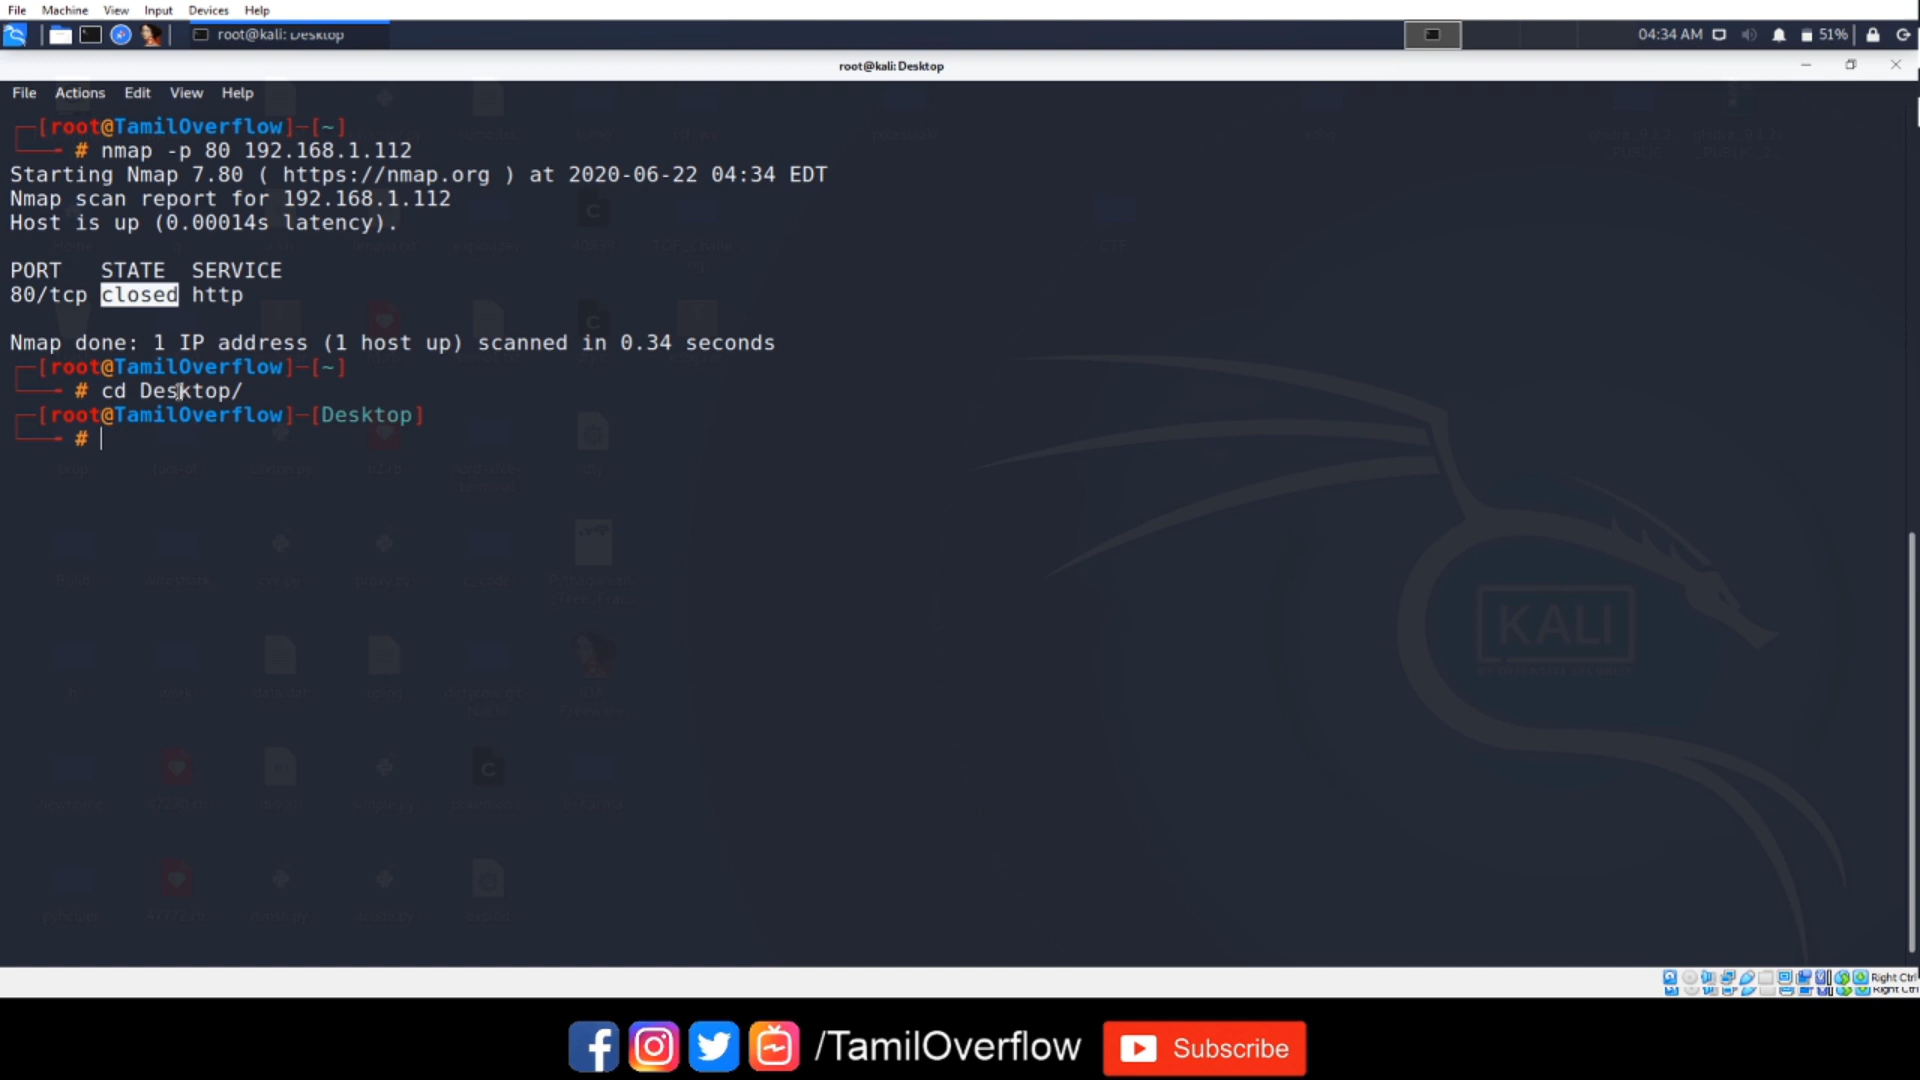 File Machine View Input Devices Help
root@kali: Desktop
04:34 AM
51%
root@kali: Desktop
File Actions Edit View Help
[root@TamilOverflow]-[~]
# nmap -p 80 192.168.1.112
Starting Nmap 7.80 ( https://nmap.org ) at 2020-06-22 04:34 EDT
Nmap scan report for 192.168.1.112
Host is up (0.00014s latency).
PORT STATE SERVICE
80/tcp closed http
Nmap done: 1 IP address (1 host up) scanned in 0.34 seconds
[root@TamilOverflow]-[~]
# cd Desktop/
[root@TamilOverflow]-[Desktop]
#
KALI
Right Ctrl
Right Ctrl
/TamilOverflow
Subscribe